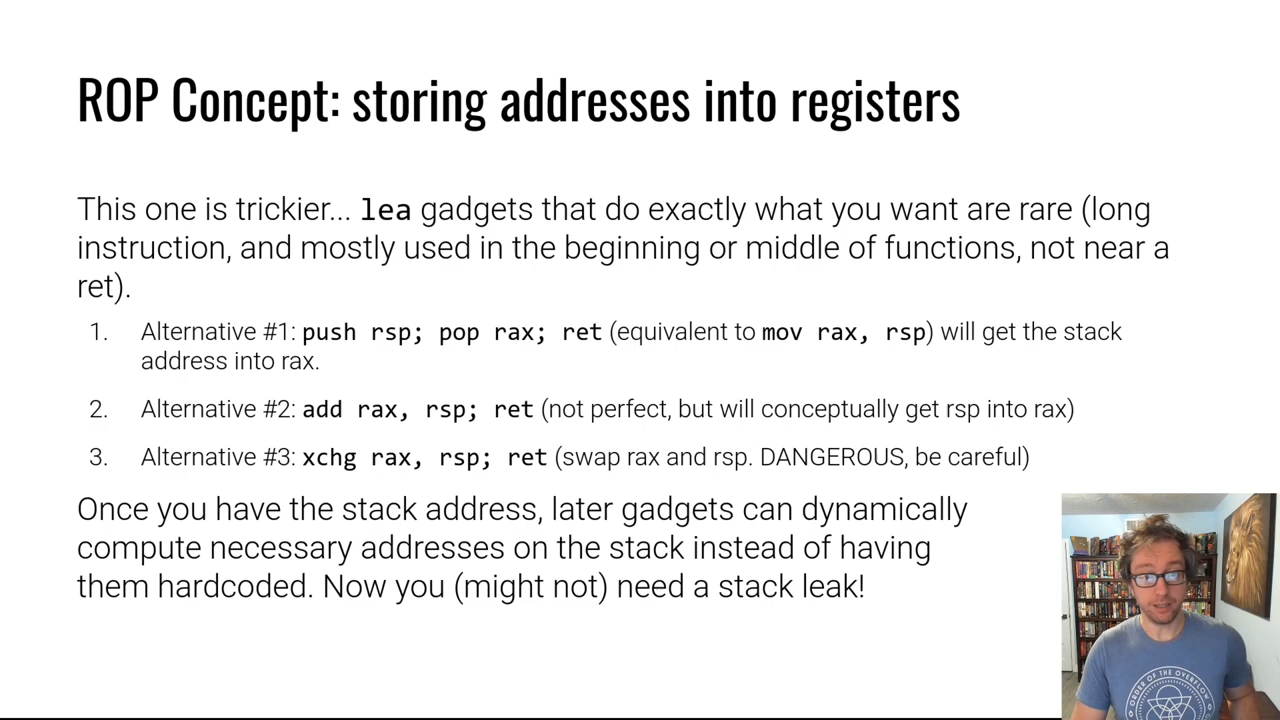 ROP Concept: storing addresses into registers
This one is trickier... lea gadgets that do exactly what you want are rare (long
instruction, and mostly used in the beginning or middle of functions, not near a
ret).
1. Alternative #1: push rsp; pop rax; ret (equivalent to mov rax, rsp) will get the stack
address into rax.
2. Alternative #2: add rax, rsp; ret (not perfect, but will conceptually get rsp into rax)
3. Alternative #3: xchg rax, rsp; ret (swap rax and rsp. DANGEROUS, be careful)
Once you have the stack address, later gadgets can dynamically
compute necessary addresses on the stack instead of having
them hardcoded. Now you (might not) need a stack leak!
ORDER OF THE OVERFLOW